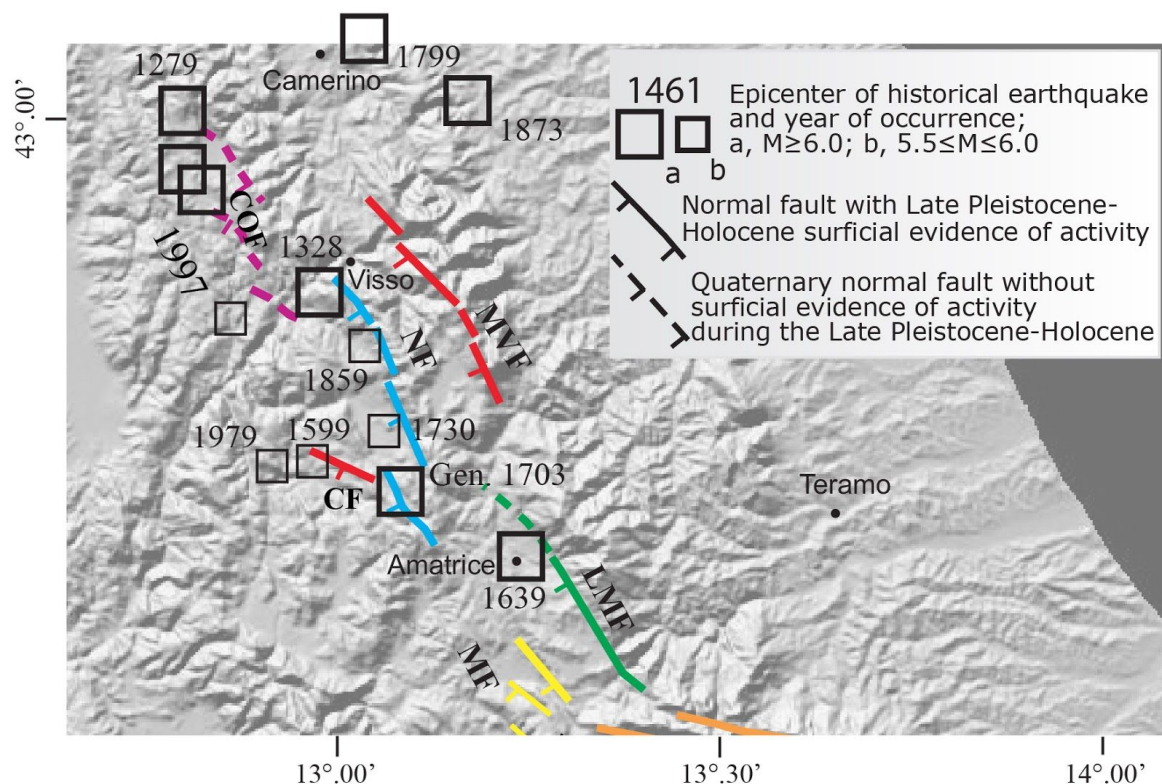 1279
Camerino
1799
1873
43°.00'
1461
Epicenter of historical earthquake
and year of occurrence;
a, M≥6.0; b, 5.5≤M≤6.0
a b
Normal fault with Late Pleistocene-
Holocene surficial evidence of activity
Quaternary normal fault without
surficial evidence of activity
during the Late Pleistocene-Holocene
COF
1997
1328
Visso
NF
MVF
1859
1979
1599
1730
CF
Gen. 1703
Teramo
Amatrice
1639
LMF
MF
13°.00'
13°.30'
14°.00'